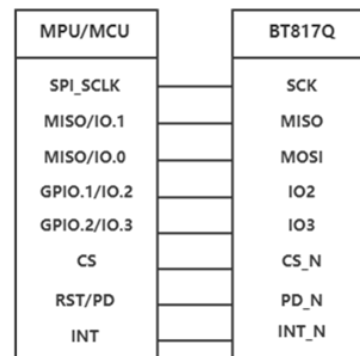 MPU/MCU BT817Q
SPI_SCLK SCK
MISO/IO.1 MISO
MISO/IO.0 MOSI
GPIO.1/IO.2 IO2
GPIO.2/IO.3 IO3
CS CS_N
RST/PD PD_N
INT INT_N